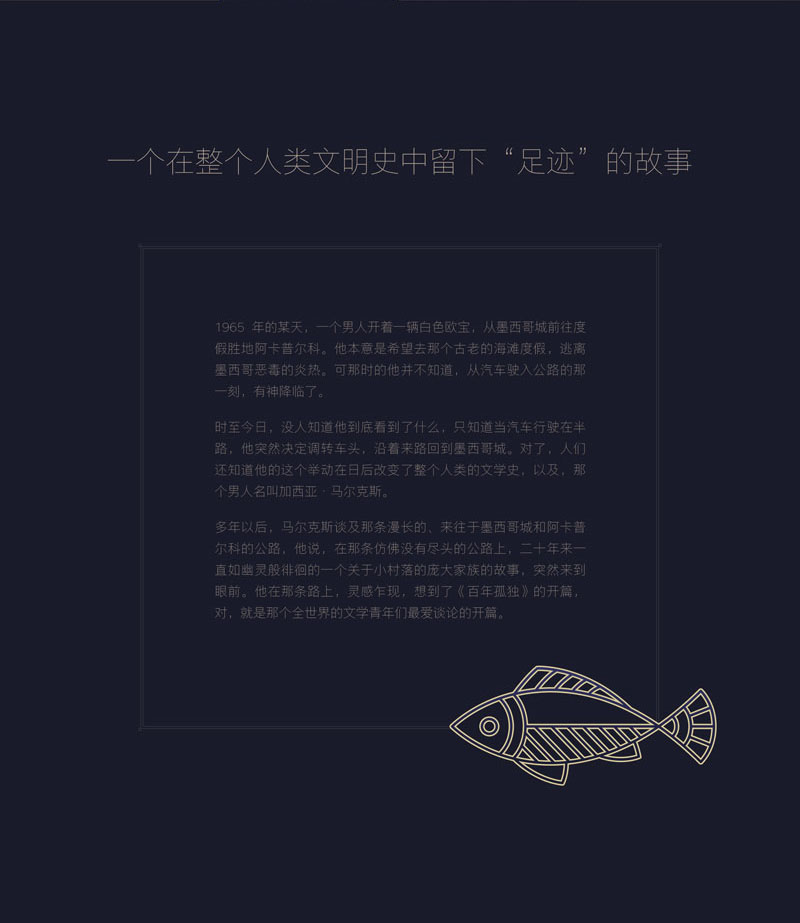 一个在整个人类文明史中留下“足迹”的故事
1965 年的某天，一个男人开着一辆白色欧宝，从墨西哥城前往度
假胜地阿卡普尔科。他本意是希望去那个古老的海滩度假，逃离
墨西哥恶毒的炎热。可那时的他并不知道，从汽车驶入公路的那
一刻，有神降临了。
时至今日，没人知道他到底看到了什么，只知道当汽车行驶在半
路，他突然决定调转车头，沿着来路回到墨西哥城。对了，人们
还知道他的这个举动在日后改变了整个人类的文学史，以及，那
个男人名叫加西亚·马尔克斯。
多年以后，马尔克斯谈及那条漫长的、来往于墨西哥城和阿卡普
尔科的公路，他说，在那条仿佛没有尽头的公路上，二十年来一
直如幽灵般徘徊的一个关于小村落的庞大家族的故事，突然来到
眼前。他在那条路上，灵感乍现，想到了《百年孤独》的开篇，
对，就是那个全世界的文学青年们最爱谈论的开篇。